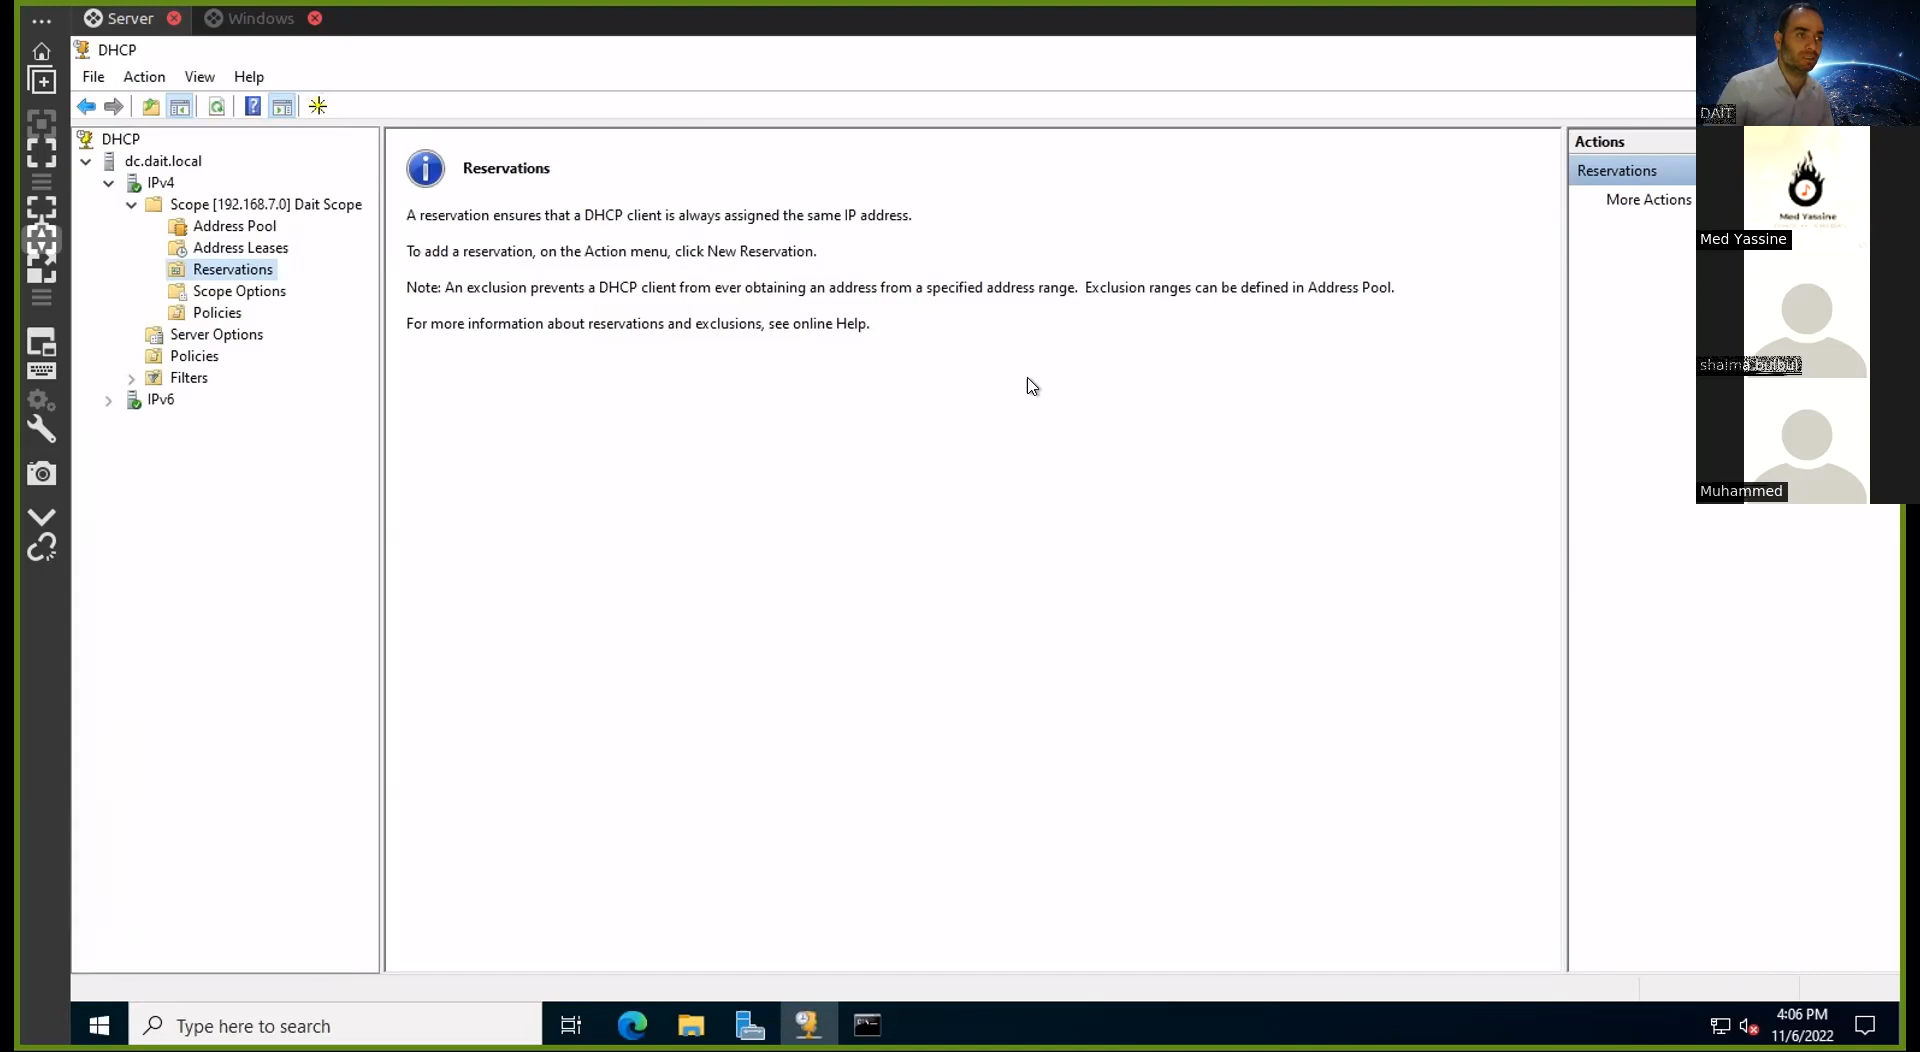 Server
Windows
DHCP
File Action View Help
DHCP
dc.dait.local
IPv4
Scope [192.168.7.0] Dait Scope
Address Pool
Address Leases
Reservations
Scope Options
Policies
Server Options
Policies
Filters
IPv6
Reservations
A reservation ensures that a DHCP client is always assigned the same IP address.
To add a reservation, on the Action menu, click New Reservation.
Note: An exclusion prevents a DHCP client from ever obtaining an address from a specified address range. Exclusion ranges can be defined in Address Pool.
For more information about reservations and exclusions, see online Help.
Actions
Reservations
More Actions
DAIT
Med Yassine
Med Yassine
shaima bulbul
Muhammed
Type here to search
4:06 PM
11/6/2022